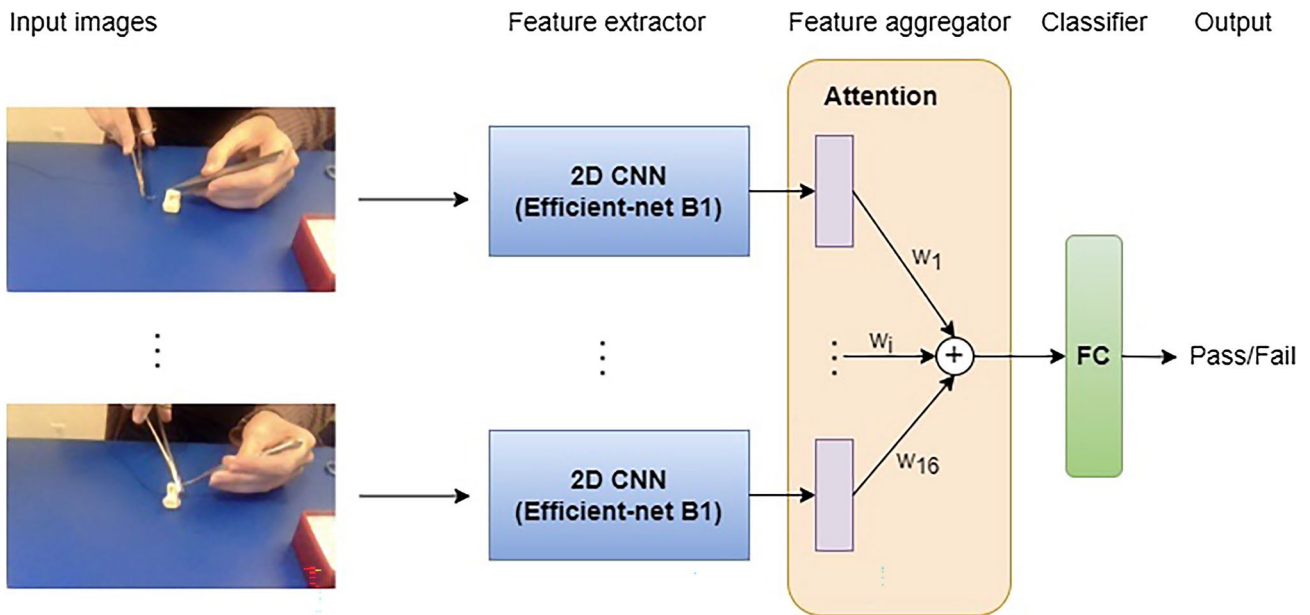 Input images
Feature extractor
Feature aggregator
Classifier
Output
Attention
2D CNN
(Efficient-net B1)
w1
wi
+
FC
Pass/Fail
2D CNN
(Efficient-net B1)
w16